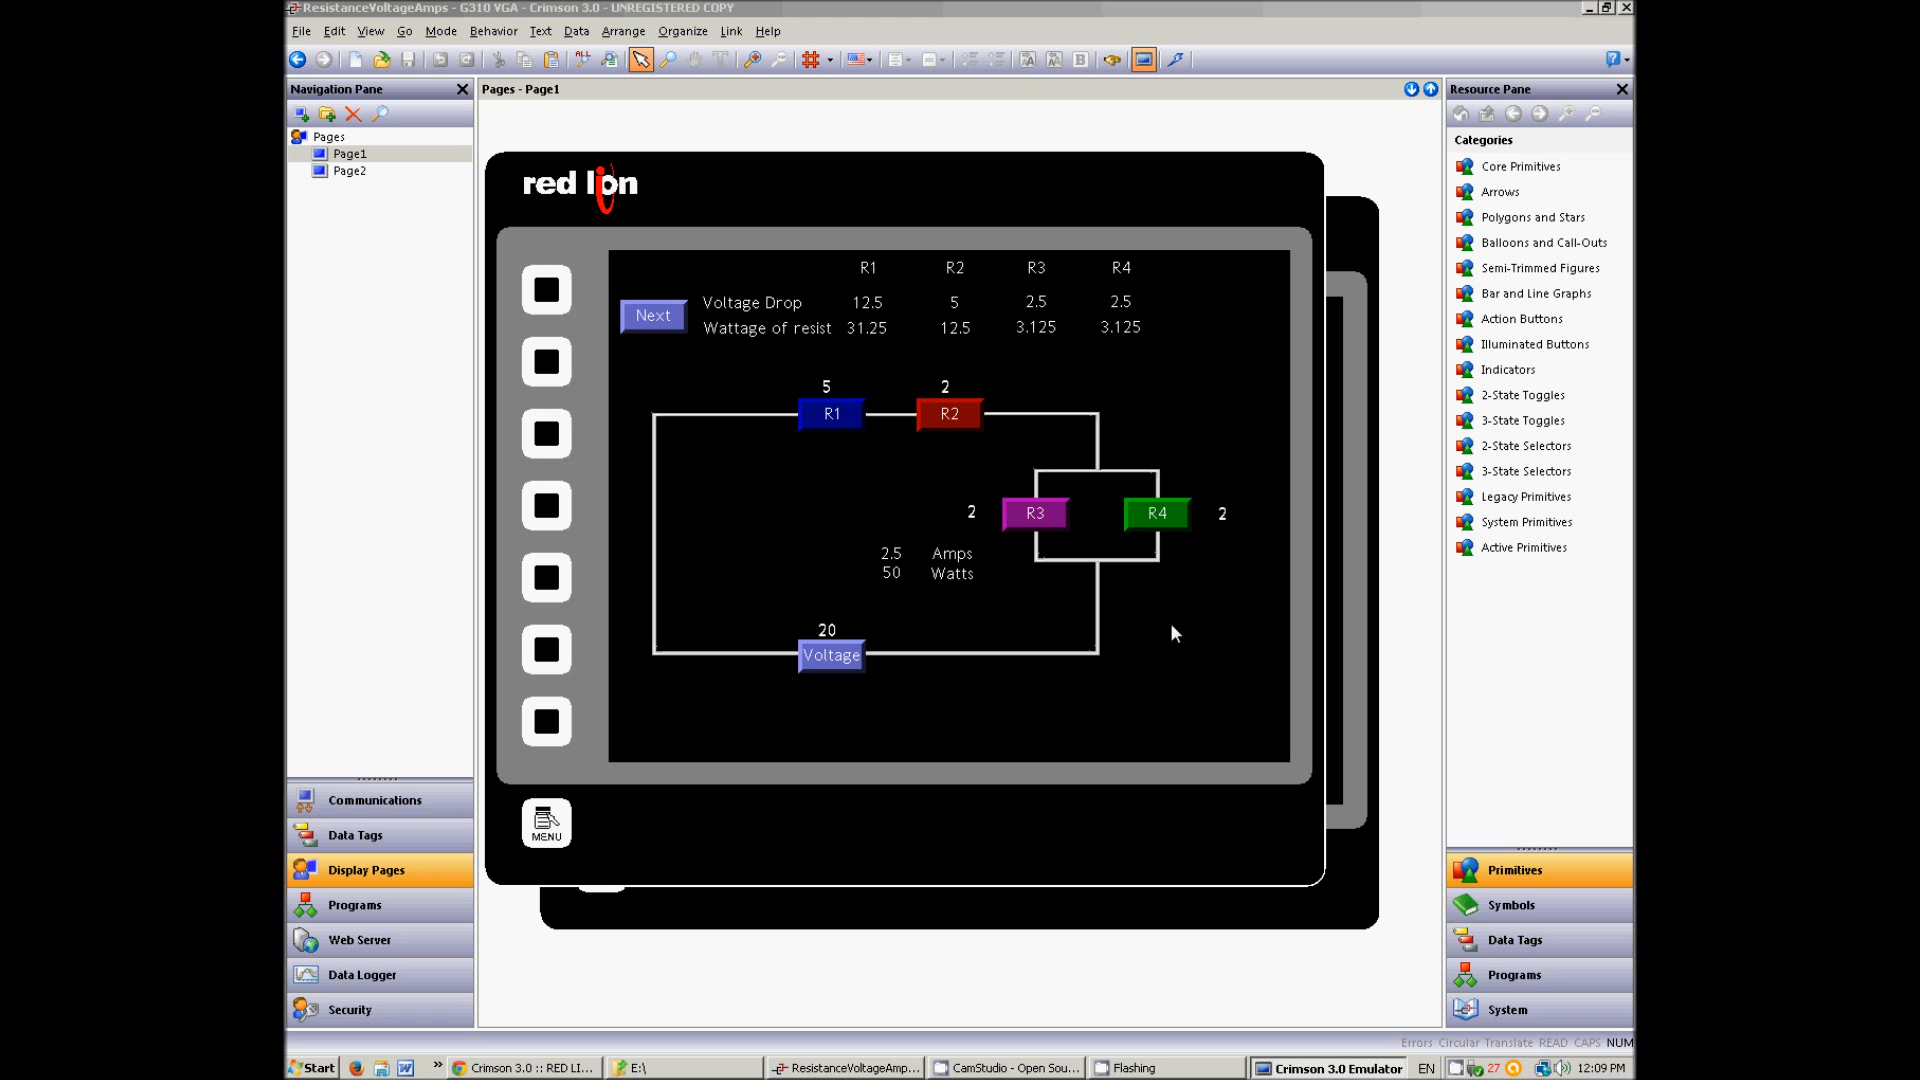 ResistanceVoltageAmps - G310 VGA - Crimson 3.0 - UNREGISTERED COPY
File Edit View Go Mode Behavior Text Data Arrange Organize Link Help
Navigation Pane
Pages - Page1
Resource Pane
Pages
Page1
Page2
Communications
Data Tags
Display Pages
Programs
Web Server
Data Logger
Security
red lion
R1 R2 R3 R4
Next
Voltage Drop 12.5 5 2.5 2.5
Wattage of resist 31.25 12.5 3.125 3.125
5 2
R1 R2
2 R3 R4 2
2.5 Amps
50 Watts
20
Voltage
MENU
Categories
Core Primitives
Arrows
Polygons and Stars
Balloons and Call-Outs
Semi-Trimmed Figures
Bar and Line Graphs
Action Buttons
Illuminated Buttons
Indicators
2-State Toggles
3-State Toggles
2-State Selectors
3-State Selectors
Legacy Primitives
System Primitives
Active Primitives
Primitives
Symbols
Data Tags
Programs
System
Errors Circular Translate READ CAPS NUM
Start » Crimson 3.0 :: RED LI... E:\ ResistanceVoltageAmp... CamStudio - Open Sou... Flashing Crimson 3.0 Emulator EN 27 12:09 PM